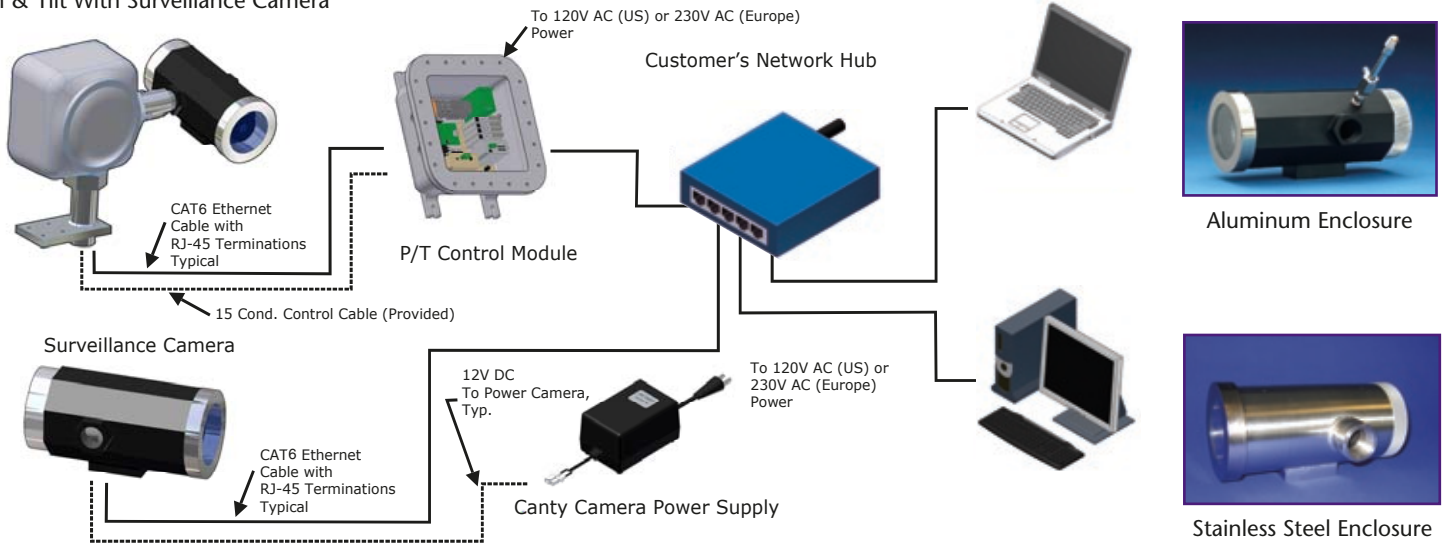 & Tilt With Surveillance Camera
To 120V AC (US) or 230V AC (Europe)
Power
Customer's Network Hub
CAT6 Ethernet
Cable with
RJ-45 Terminations
Typical
P/T Control Module
Aluminum Enclosure
15 Cond. Control Cable (Provided)
Surveillance Camera
12V DC
To Power Camera,
Typ.
To 120V AC (US) or
230V AC (Europe)
Power
CAT6 Ethernet
Cable with
RJ-45 Terminations
Typical
Canty Camera Power Supply
Stainless Steel Enclosure